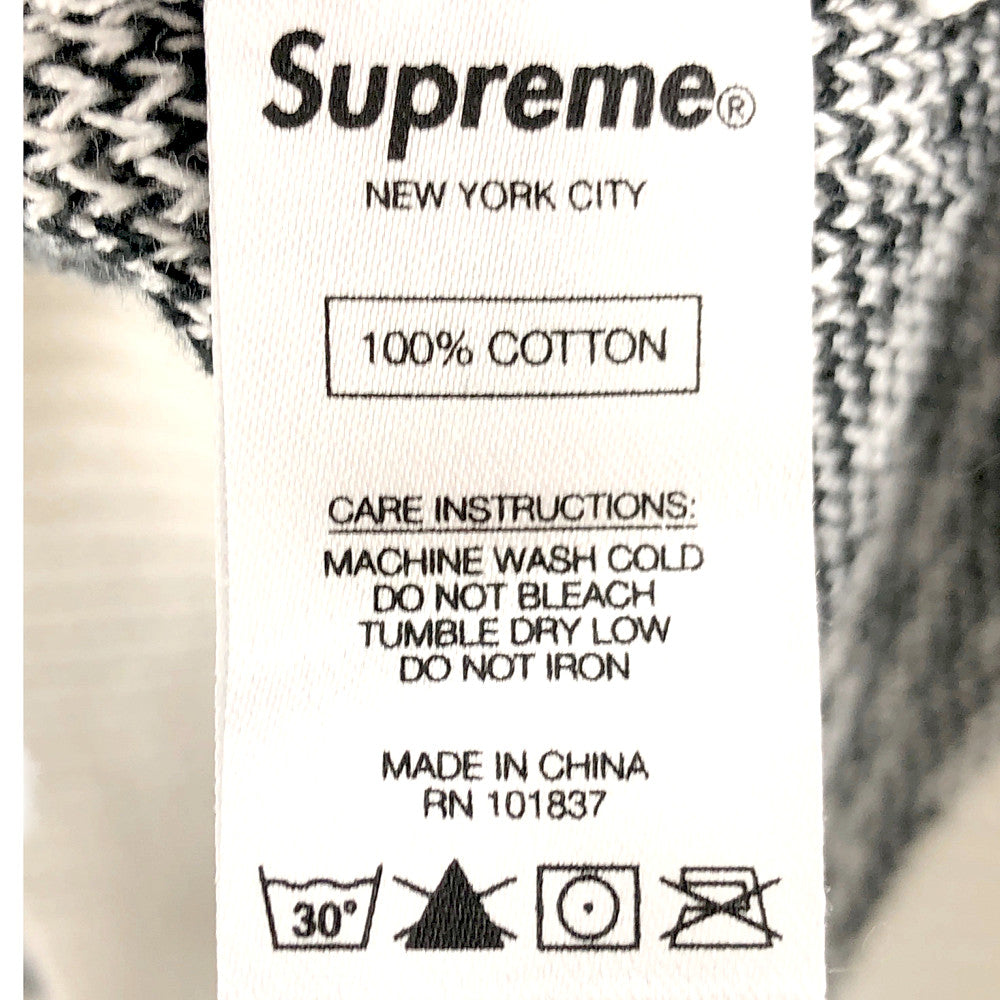 Supreme®
NEW YORK CITY
100% COTTON
CARE INSTRUCTIONS:
MACHINE WASH COLD
DO NOT BLEACH
TUMBLE DRY LOW
DO NOT IRON
MADE IN CHINA
RN 101837
30°